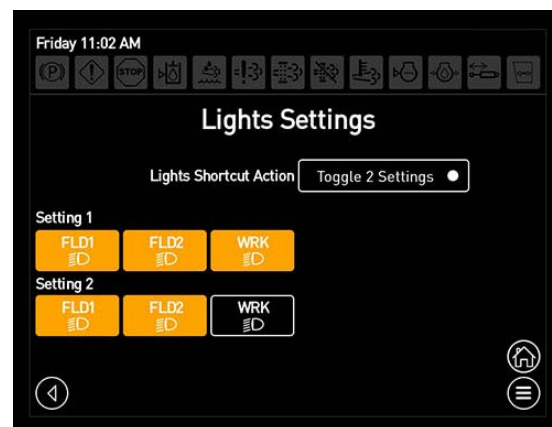 Friday 11:02 AM
(P) STOP
Lights Settings
Lights Shortcut Action Toggle 2 Settings
Setting 1
FLD1 FLD2 WRK
Setting 2
FLD1 FLD2 WRK